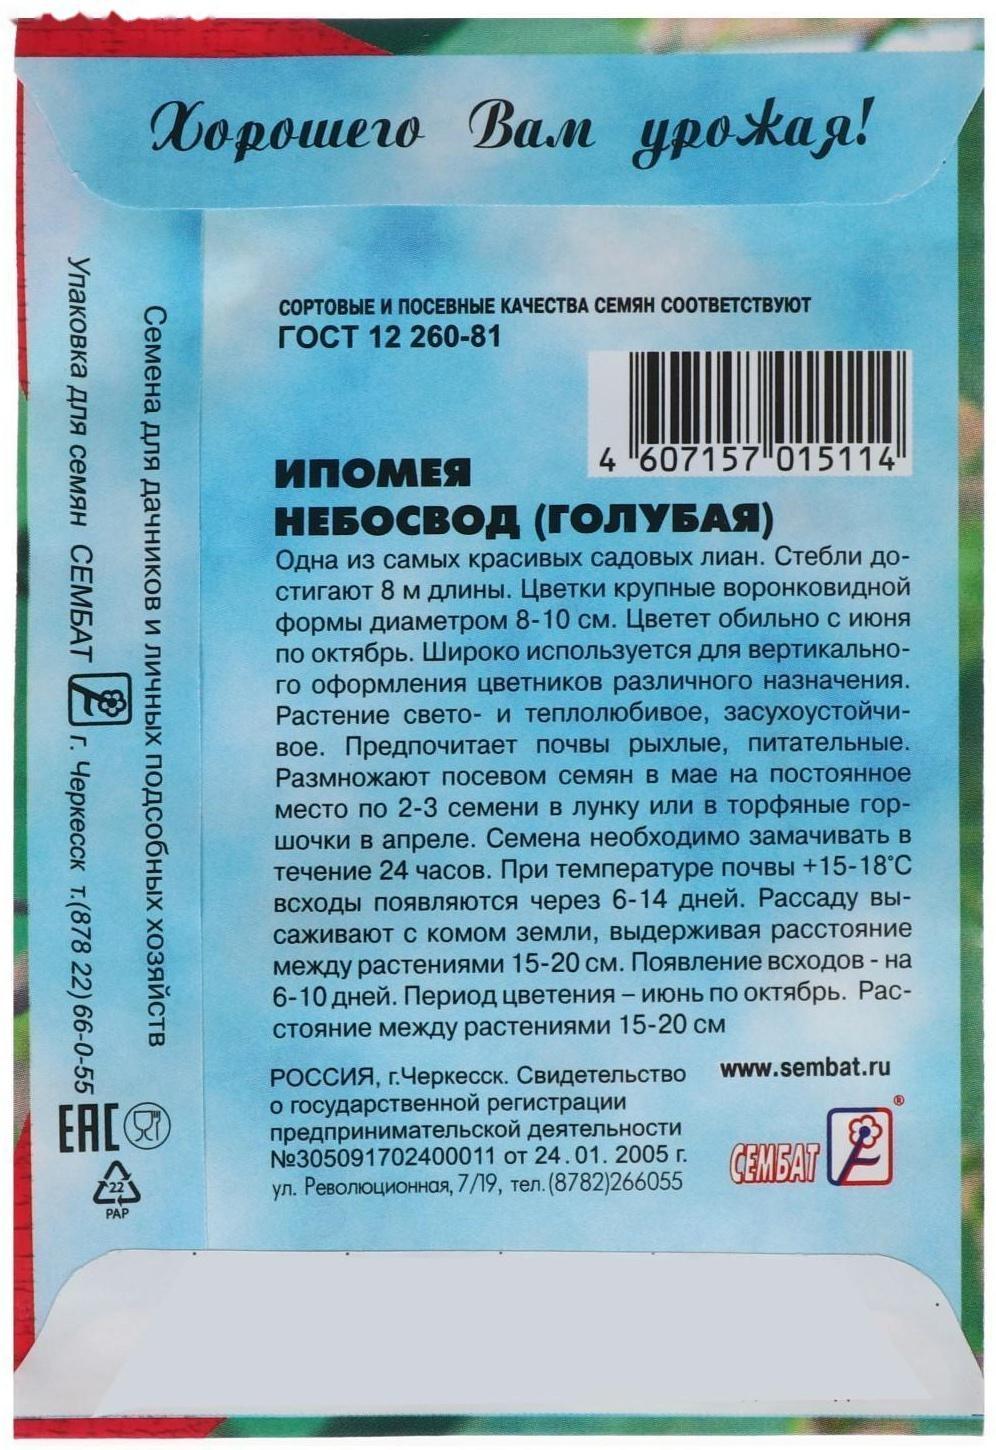 Хорошего Вам урожая!
СОРТОВЫЕ И ПОСЕВНЫЕ КАЧЕСТВА СЕМЯН СООТВЕТСТВУЮТ
ГОСТ 12 260-81
4 607157 015114
ИПОМЕЯ
НЕБОСВОД (ГОЛУБАЯ)
Одна из самых красивых садовых лиан. Стебли до-
стигают 8 м длины. Цветки крупные воронковидной
формы диаметром 8-10 см. Цветет обильно с июня
по октябрь. Широко используется для вертикально-
го оформления цветников различного назначения.
Растение свето- и теплолюбивое, засухоустойчи-
вое. Предпочитает почвы рыхлые, питательные.
Размножают посевом семян в мае на постоянное
место по 2-3 семени в лунку или в торфяные гор-
шочки в апреле. Семена необходимо замачивать в
течение 24 часов. При температуре почвы +15-18°С
всходы появляются через 6-14 дней. Рассаду вы-
саживают с комом земли, выдерживая расстояние
между растениями 15-20 см. Появление всходов - на
6-10 дней. Период цветения – июнь по октябрь. Рас-
стояние между растениями 15-20 см
РОССИЯ, г.Черкесск. Свидетельство
о государственной регистрации
предпринимательской деятельности
№305091702400011 от 24.01. 2005 г.
ул. Революционная, 7/19, тел.(8782)266055
www.sembat.ru
СЕМБАТ ®
Семена для дачников и личных подсобных хозяйств
Упаковка для семян СЕМБАТ г. Черкесск т.(878 22) 66-0-55
ЕАС
22
PAP